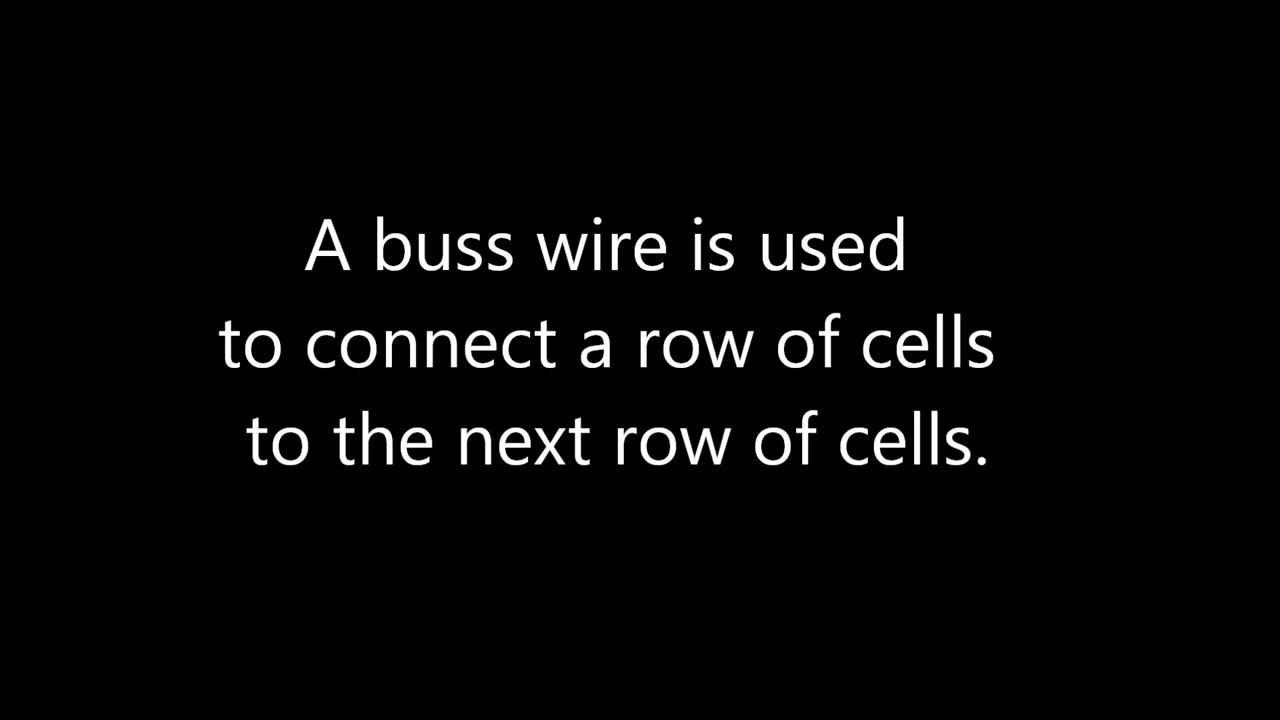 A buss wire is used
to connect a row of cells
to the next row of cells.